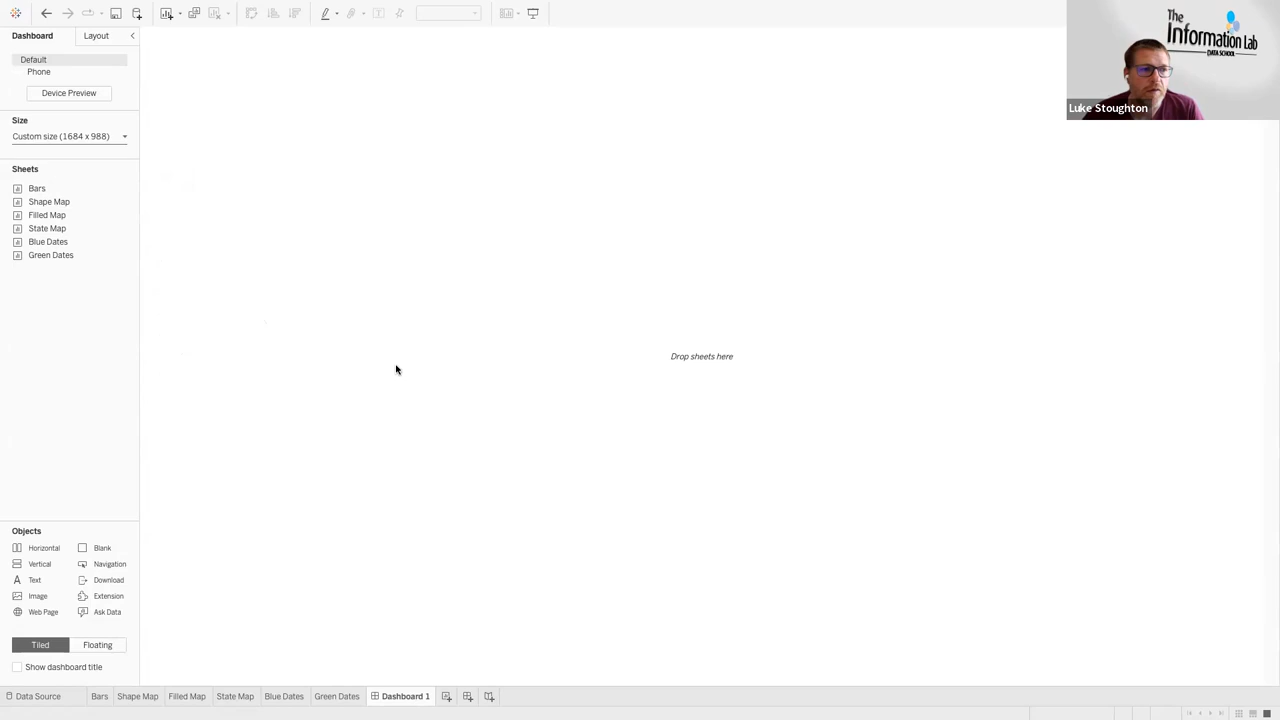 Dashboard
Layout
Default
Phone
Device Preview
Size
Custom size (1684 x 988)
Sheets
Bars
Shape Map
Filled Map
State Map
Blue Dates
Green Dates
Drop sheets here
The
Information Lab
DATA SCHOOL
Luke Stoughton
Objects
Horizontal
Blank
Vertical
Navigation
Text
Download
Image
Extension
Web Page
Ask Data
Tiled
Floating
Show dashboard title
Data Source
Bars
Shape Map
Filled Map
State Map
Blue Dates
Green Dates
Dashboard 1